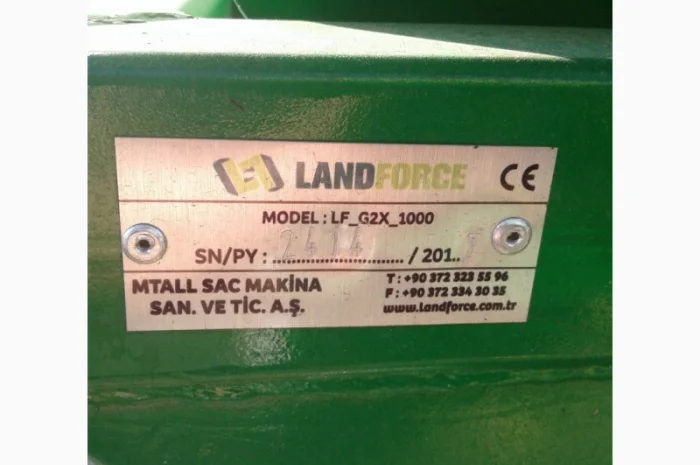 LANDFORCE CE
MODEL : LF_G2X_1000
SN/PY : 2414 / 201..
MTALL SAC MAKİNA
SAN. VE TİC. A.Ş.
T : +90 372 323 55 96
F : +90 372 334 30 35
www.landforce.com.tr